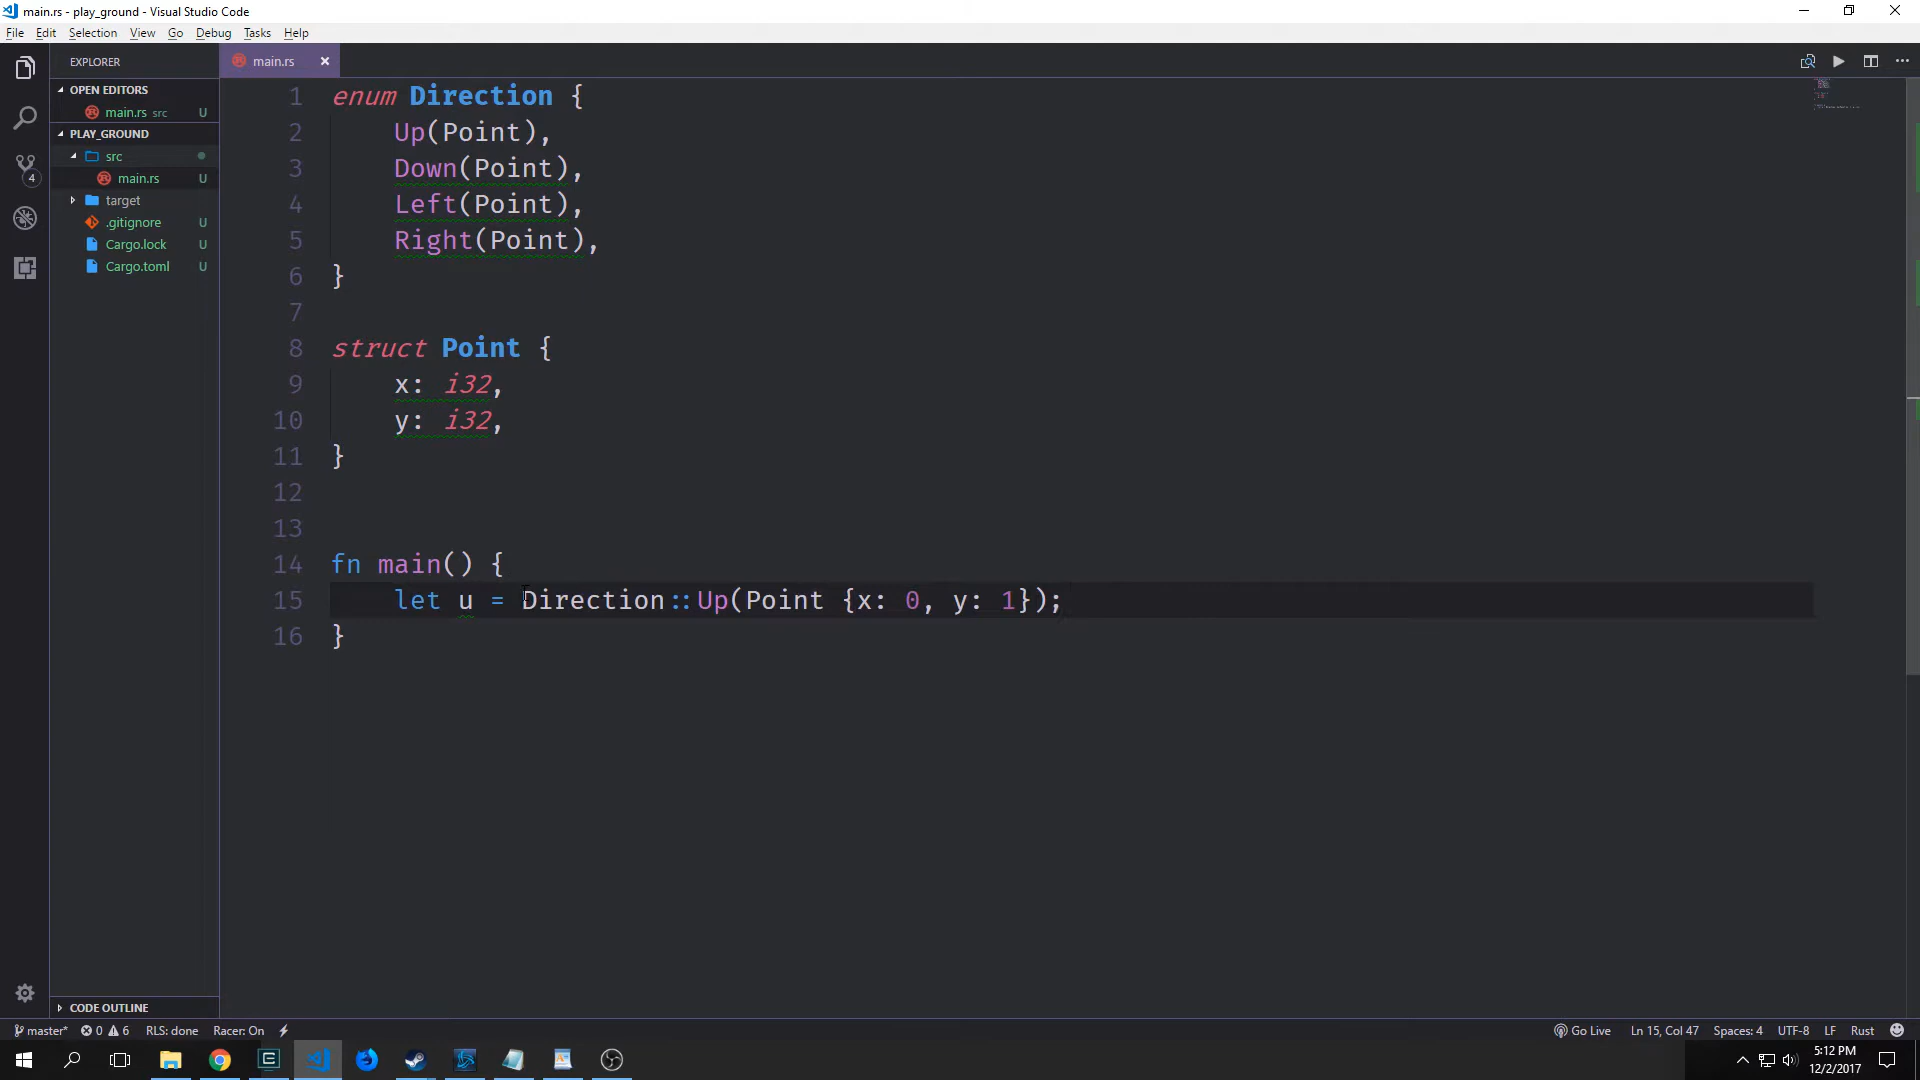 main.rs - play_ground - Visual Studio Code
File Edit Selection View Go Debug Tasks Help
EXPLORER
OPEN EDITORS
main.rs src U
PLAY_GROUND
src
main.rs U
target
.gitignore U
Cargo.lock U
Cargo.toml U
4
CODE OUTLINE
main.rs
1 enum Direction {
2 Up(Point),
3 Down(Point),
4 Left(Point),
5 Right(Point),
6 }
7
8 struct Point {
9 x: i32,
10 y: i32,
11 }
12
13
14 fn main() {
15 let u = Direction::Up(Point {x: 0, y: 1});
16 }
master* 0 6 RLS: done Racer: On Go Live Ln 15, Col 47 Spaces: 4 UTF-8 LF Rust
5:12 PM
12/2/2017